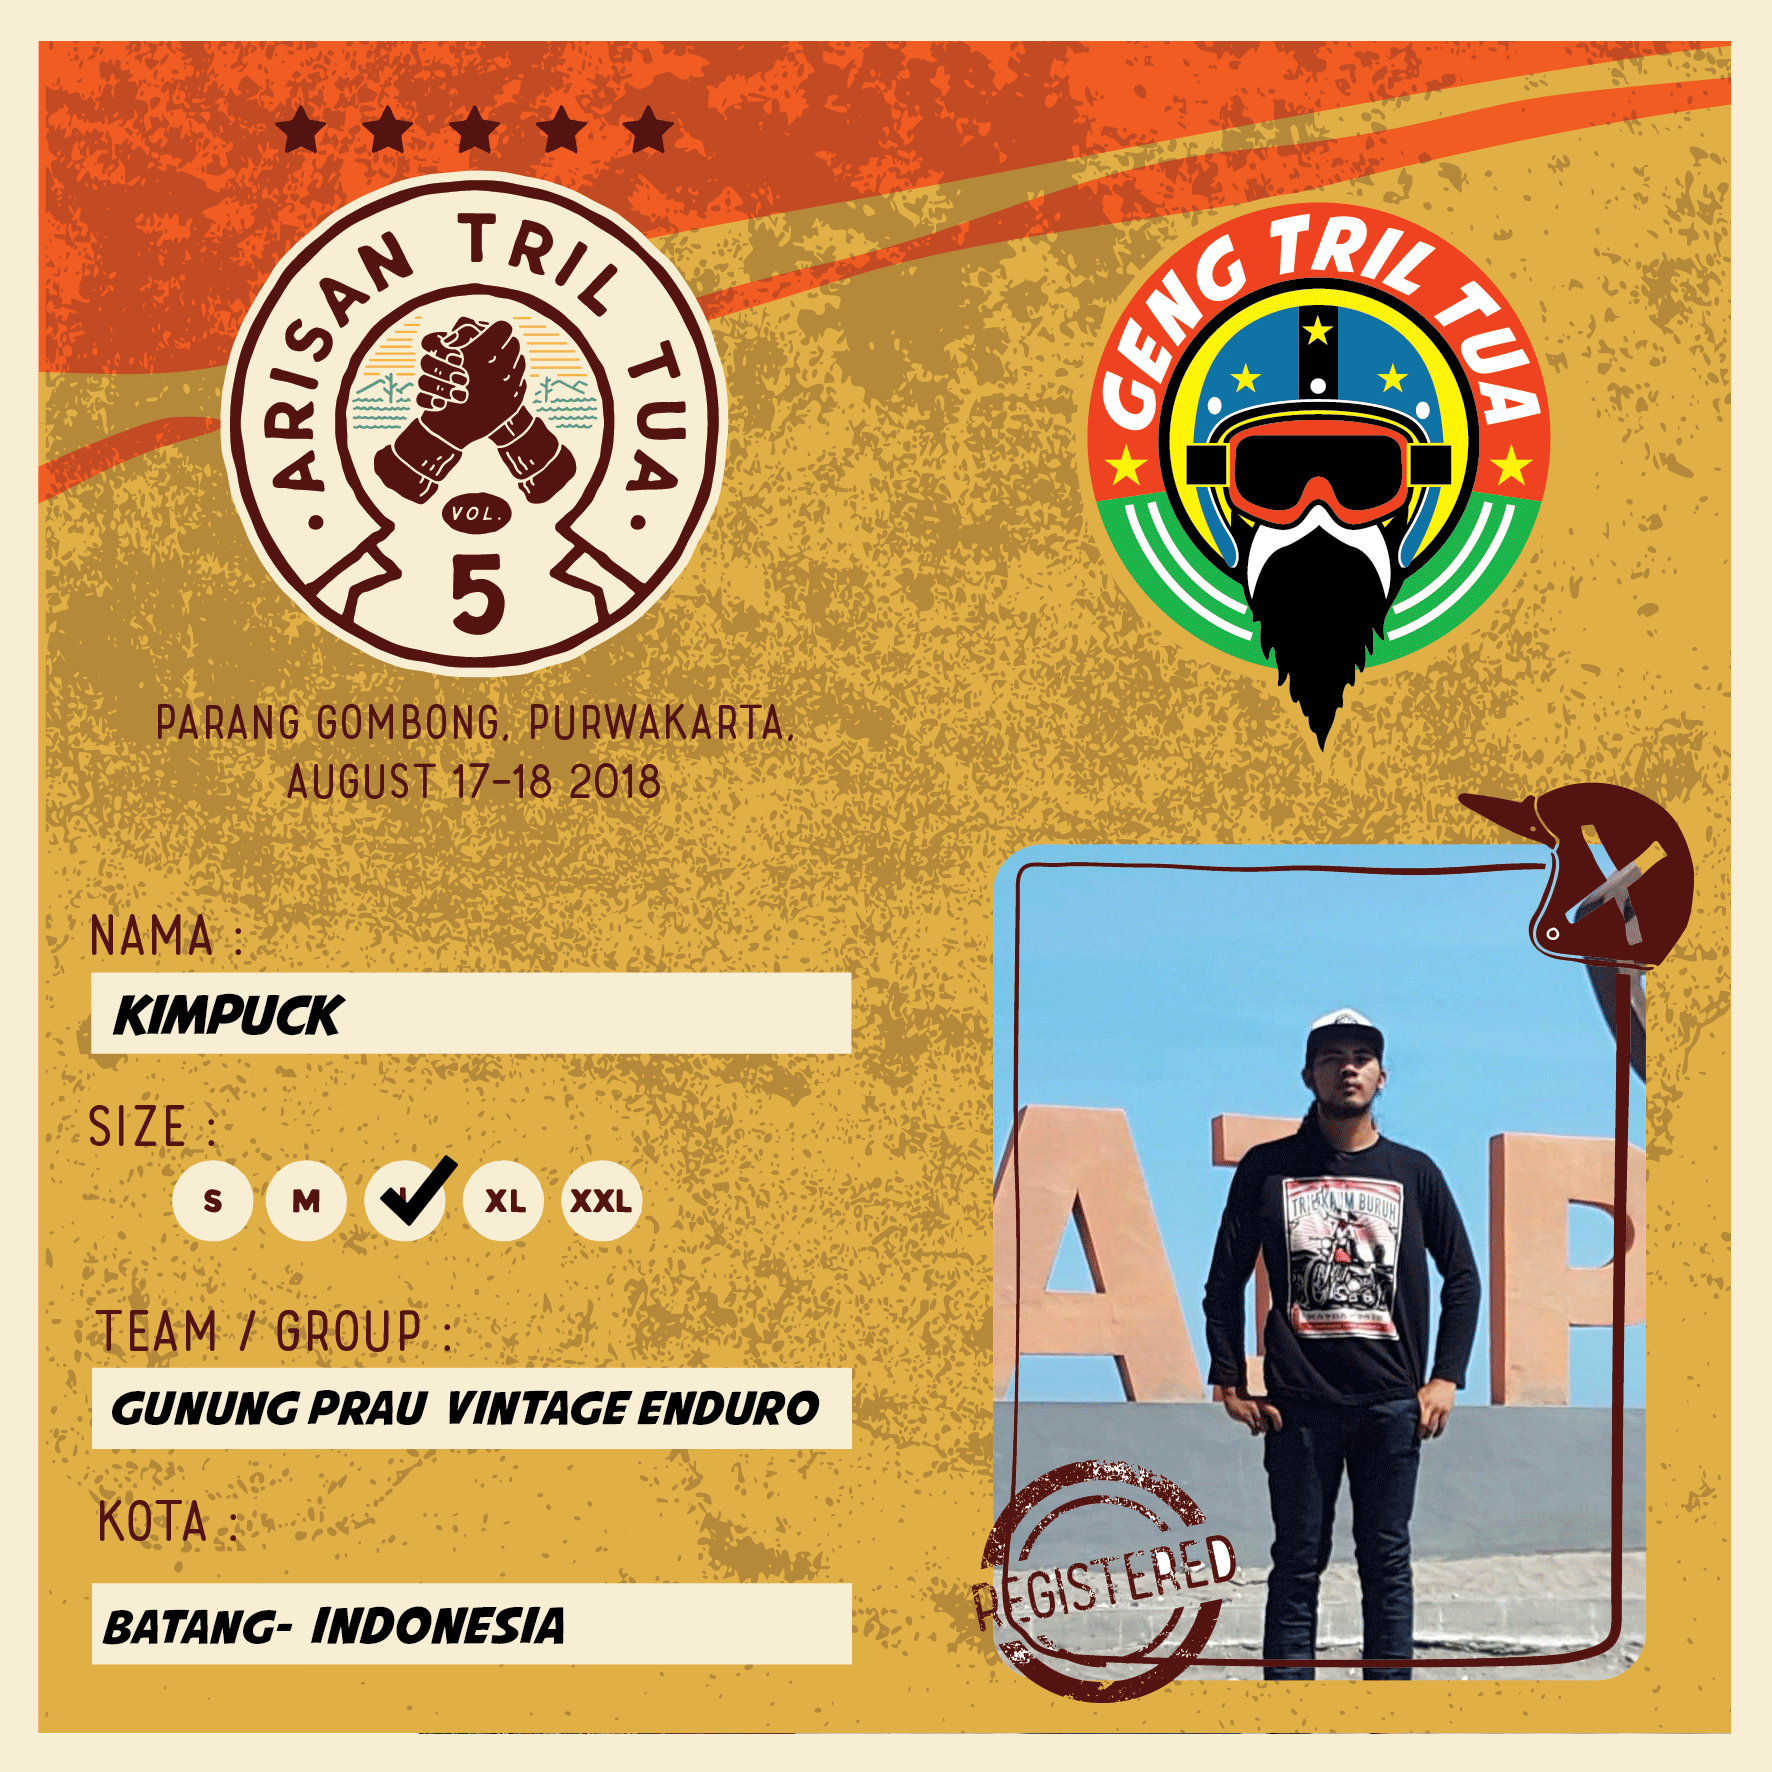 ARISAN TRIL TUA
VOL.
5
GENG TRIL TUA
PARANG GOMBONG, PURWAKARTA,
AUGUST 17-18 2018
NAMA :
KIMPUCK
SIZE :
S M L XL XXL
TEAM / GROUP :
GUNUNG PRAU VINTAGE ENDURO
KOTA :
BATANG- INDONESIA
A I P
BURUH
REGISTERED